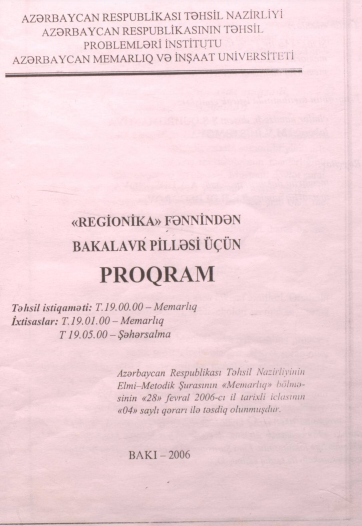 AZƏRBAYCAN RESPUBLİKASI TƏHSİL NAZİRLİYİ
AZƏRBAYCAN RESPUBLİKASININ TƏHSİL
PROBLEMLƏRİ İNSTİTUTU
AZƏRBAYCAN MEMARLIQ VƏ İNŞAAT UNİVERSİTETİ
«REGİONİKA» FƏNNİNDƏN
BAKALAVR PİLLƏSİ ÜÇÜN
PROQRAM
Təhsil istiqaməti: T.19.00.00 – Memarlıq
İxtisaslar: T.19.01.00 – Memarlıq
T 19.05.00 – Şəhərsalma
Azərbaycan Respublikası Təhsil Nazirliyinin
Elmi–Metodik Şurasının «Memarlıq» bölmə-
sinin «28» fevral 2006-cı il tarixli iclasının
«04» saylı qərarı ilə təsdiq olunmuşdur.
BAKI – 2006